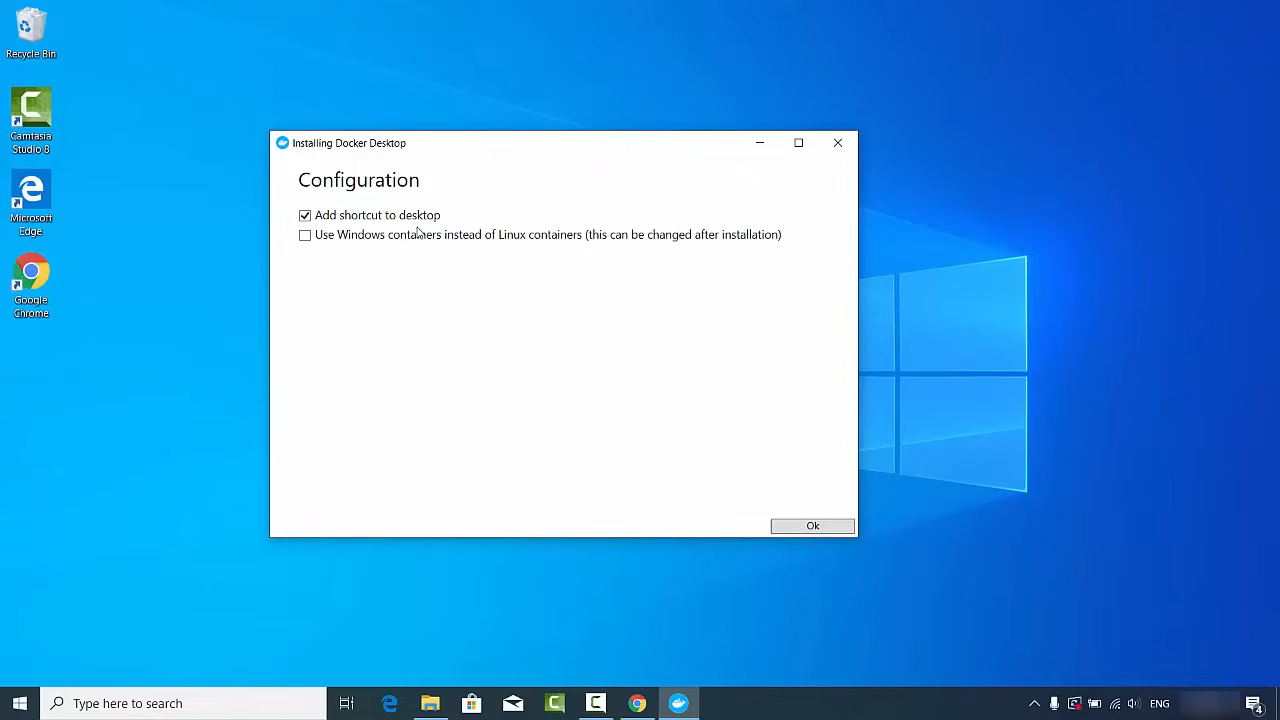 Recycle Bin
Camtasia
Studio 8
Microsoft
Edge
Google
Chrome
Installing Docker Desktop
Configuration
Add shortcut to desktop
Use Windows containers instead of Linux containers (this can be changed after installation)
Ok
Type here to search
ENG
4